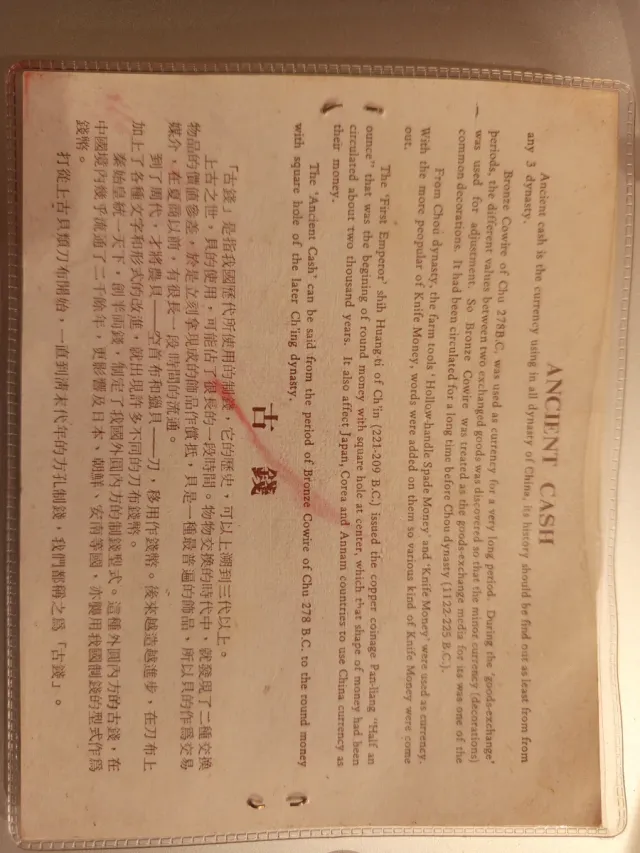 ANCIENT CASH
Ancient cash is the currency using in all dynasty of China, its history should be find out as least from from
any 3 dynasty.
Bronze Cowire of Chu 278B.C. was used as currency for a very long period. During the 'goods-exchange'
periods, the different values between two exchanged goods was discovered so that the minor currency (decorations)
was used for adjustment. So Bronze Cowire was treated as the goods-exchange media for its was one of the
common decorations. It had been circulated for a long time before Chou dynasty (1122-225 B.C.).
From Chou dynasty, the farm tools 'Hollow-handle Spade Money' and 'Knife Money' were used as currency.
With the more peopular of Knife Money, words were added on them so various kind of Knife Money were come
out.
The 'First Emperor' shih Huang-ti of Ch'in (221-209 B.C.) issued the copper coinage Pan-liang "Half an
ounce" that was the begining of round money with square hole at center, which that shape of money had been
circulated about two thousand years. It also affect Japan, Corea and Annam countries to use China currency as
their money.
The 'Ancient Cash' can be said from the period of Bronze Cowire of Chu 278 B.C. to the round money
with square hole of the later Ch'ing dynasty.
古錢
「古錢」是指我國歷代所使用的制錢，它的歷史，可以上溯到三代以上。
上古之世，貝的使用，可能佔了很長的一段時間。物物交換的時代中，就發現了二種交換
物品的價值參差，於是立刻拿現成的飾品作償抵，貝是一種最普遍的飾品，所以貝的作為交易
媒介，在夏商以前，有很長一段時間的流通。
到了周代，才將農具——空首布和獵具——刀，移用作錢幣。後來越造越進步，在刀布上
加上了各種文字和形式的改進，就出現許多不同的刀布錢幣。
秦始皇統一天下，創半兩錢，制定了我國外圓內方的制錢型式。這種外圓內方的古錢，在
中國境內幾乎流通了二千餘年，更影響及日本、朝鮮、安南等國，亦襲用我國制錢的型式作為
錢幣。
打從上古貝類刀布開始，一直到清末代年的方孔制錢，我們都稱之為「古錢」。